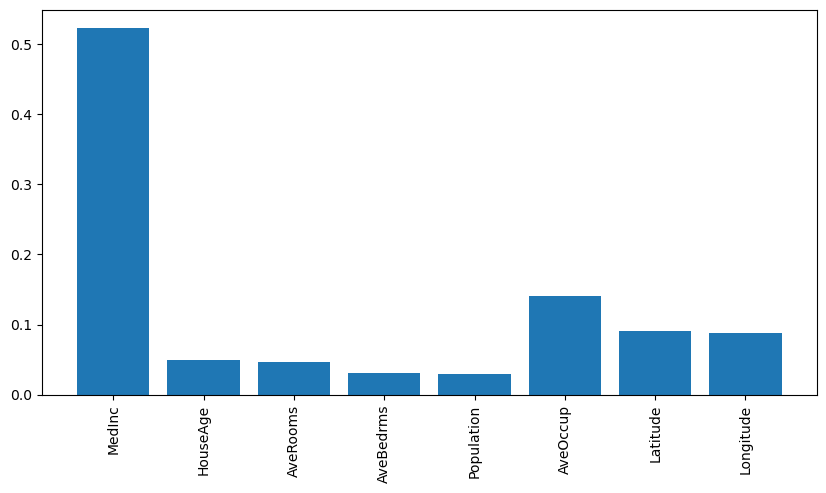 0.5
0.4
0.3
0.2
0.1
0.0
MedInc
HouseAge
AveRooms
AveBedrms
Population
AveOccup
Latitude
Longitude